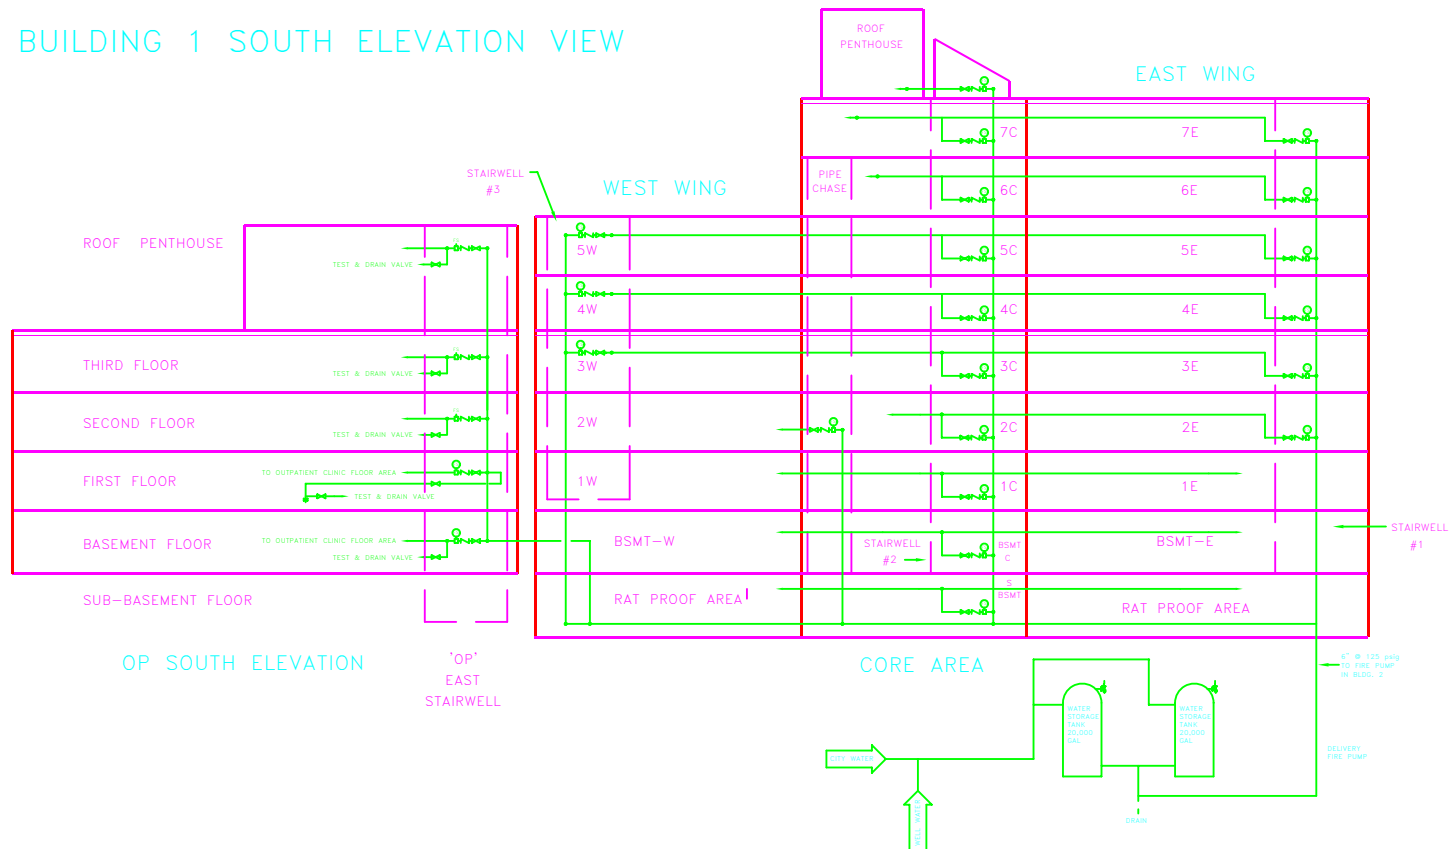 BUILDING 1 SOUTH ELEVATION VIEW
ROOF
PENTHOUSE
EAST WING
7C
7E
STAIRWELL
#3
WEST WING
PIPE
CHASE
6C
6E
ROOF PENTHOUSE
TEST & DRAIN VALVE
5W
5C
5E
4W
4C
4E
THIRD FLOOR
TEST & DRAIN VALVE
3W
3C
3E
SECOND FLOOR
TEST & DRAIN VALVE
2W
2C
2E
TO OUTPATIENT CLINIC FLOOR AREA
FIRST FLOOR
TEST & DRAIN VALVE
1W
1C
1E
STAIRWELL
#1
BASEMENT FLOOR
TO OUTPATIENT CLINIC FLOOR AREA
TEST & DRAIN VALVE
BSMT-W
STAIRWELL
#2
BSMT
C
BSMT-E
SUB-BASEMENT FLOOR
RAT PROOF AREA
S
BSMT
RAT PROOF AREA
OP SOUTH ELEVATION
'OP'
EAST
STAIRWELL
CORE AREA
6" @ 125 psig
TO FIRE PUMP
IN BLDG. 2
WATER
STORAGE
TANK
20,000
GAL
WATER
STORAGE
TANK
20,000
GAL
CITY WATER
DELIVERY
FIRE PUMP
WELL WATER
DRAIN